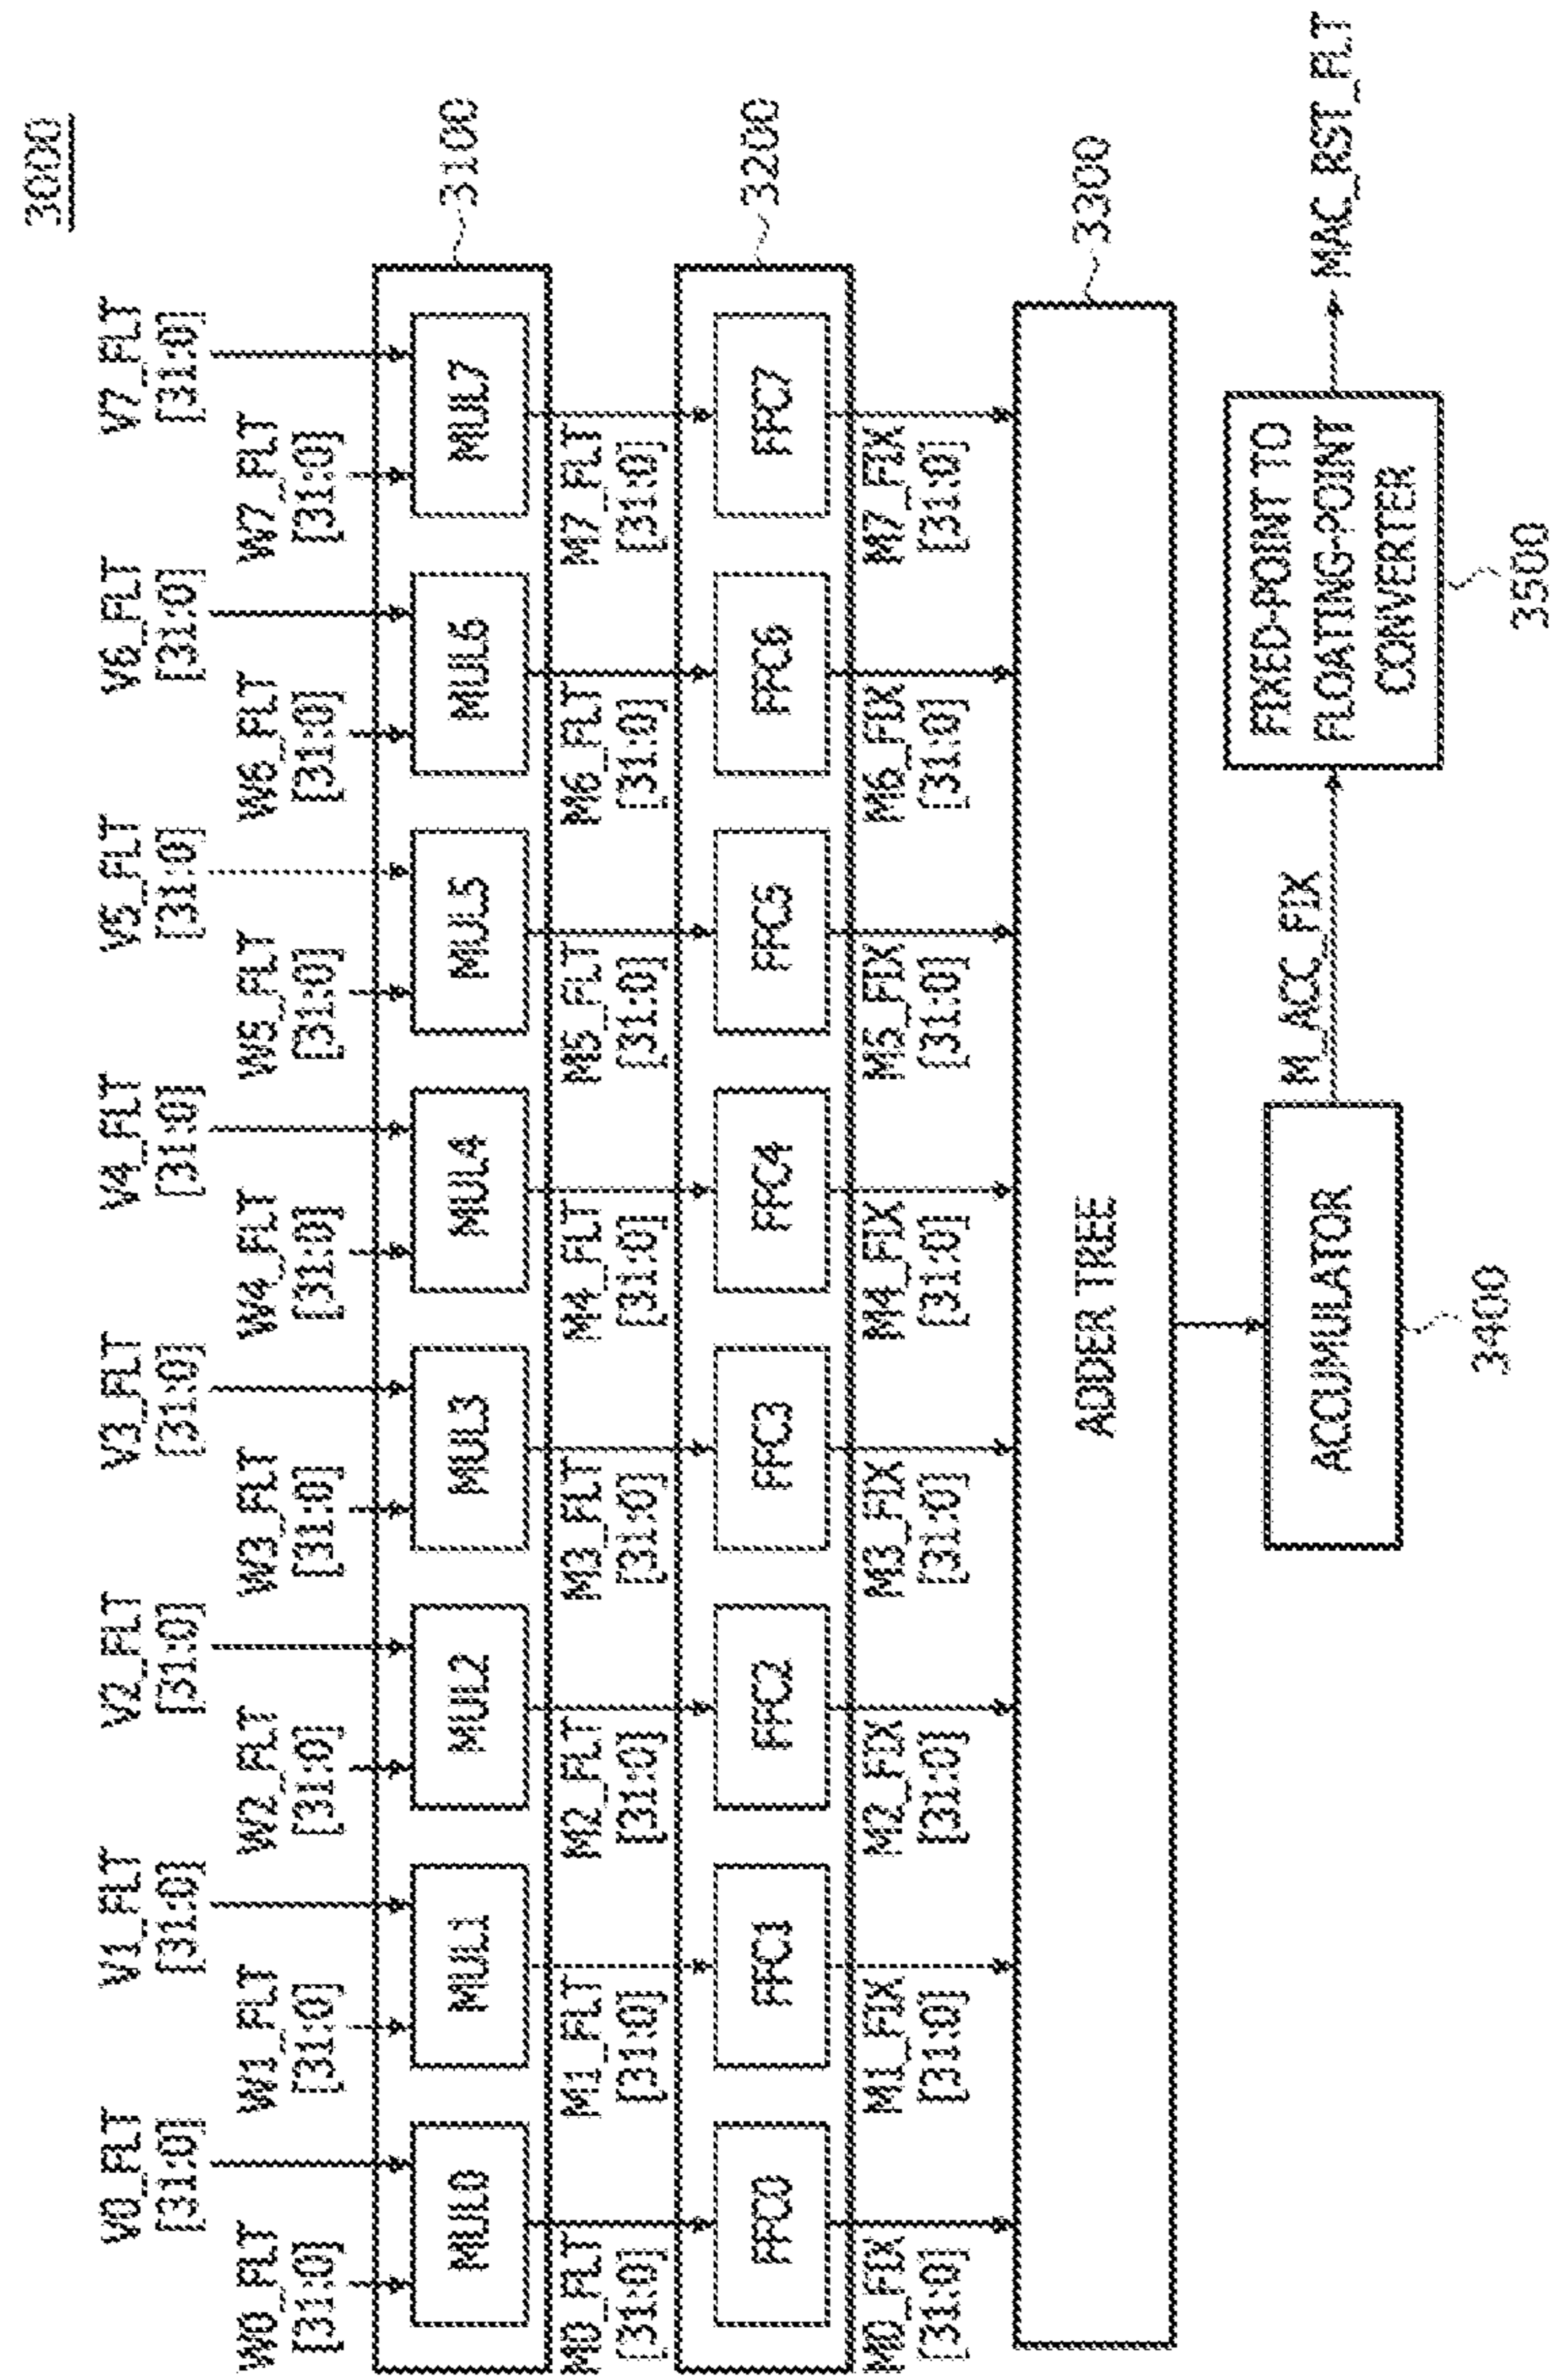 3000
V0_FLT
[31:0]
V1_FLT
[31:0]
V2_FLT
[31:0]
V3_FLT
[31:0]
V4_FLT
[31:0]
V5_FLT
[31:0]
V6_FLT
[31:0]
V7_FLT
[31:0]
W0_FLT
[31:0]
W1_FLT
[31:0]
W2_FLT
[31:0]
W3_FLT
[31:0]
W4_FLT
[31:0]
W5_FLT
[31:0]
W6_FLT
[31:0]
W7_FLT
[31:0]
MUL0
MUL1
MUL2
MUL3
MUL4
MUL5
MUL6
MUL7
3100
M0_FLT
[31:0]
M1_FLT
[31:0]
M2_FLT
[31:0]
M3_FLT
[31:0]
M4_FLT
[31:0]
M5_FLT
[31:0]
M6_FLT
[31:0]
M7_FLT
[31:0]
FFC0
FFC1
FFC2
FFC3
FFC4
FFC5
FFC6
FFC7
3200
M0_FIX
[31:0]
M1_FIX
[31:0]
M2_FIX
[31:0]
M3_FIX
[31:0]
M4_FIX
[31:0]
M5_FIX
[31:0]
M6_FIX
[31:0]
M7_FIX
[31:0]
ADDER TREE
3300
ACCUMULATOR
3400
M_ACC_FIX
FIXED-POINT TO
FLOATING-POINT
CONVERTER
3500
MAC_RST_FLT